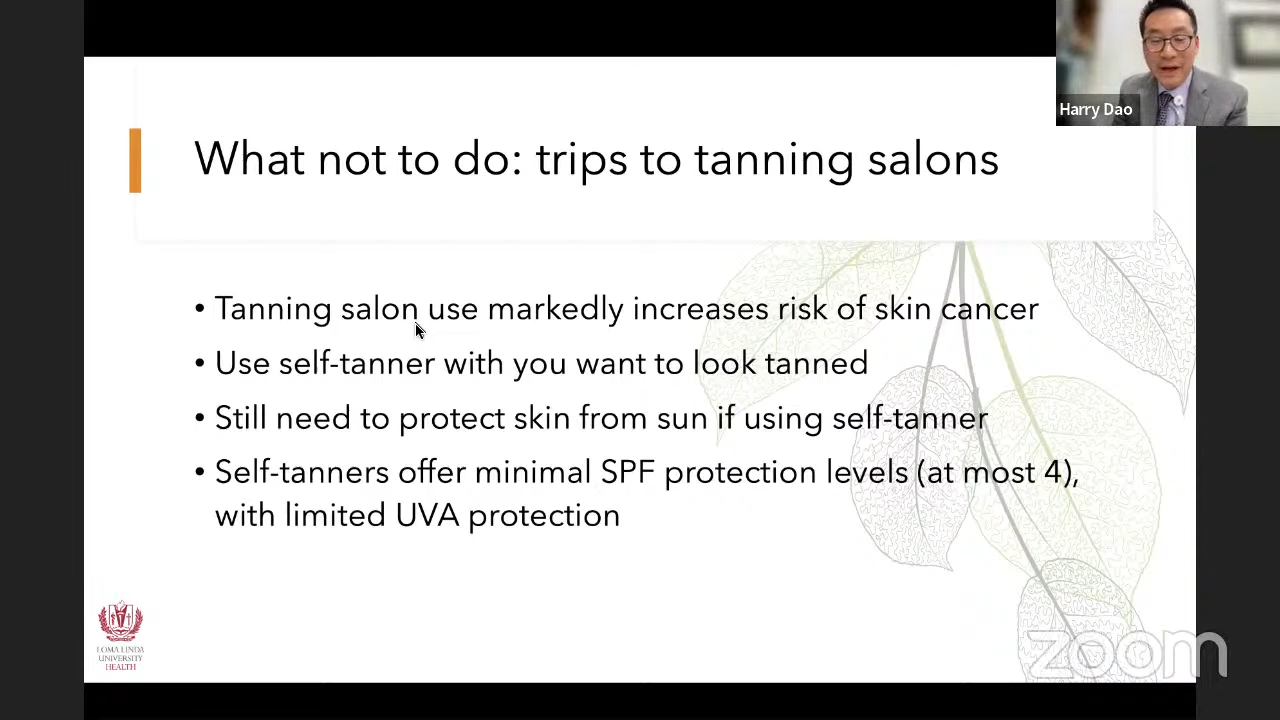 Harry Dao
What not to do: trips to tanning salons
• Tanning salon use markedly increases risk of skin cancer
• Use self-tanner with you want to look tanned
• Still need to protect skin from sun if using self-tanner
• Self-tanners offer minimal SPF protection levels (at most 4),
with limited UVA protection
LOMA LINDA
UNIVERSITY
HEALTH
zoom